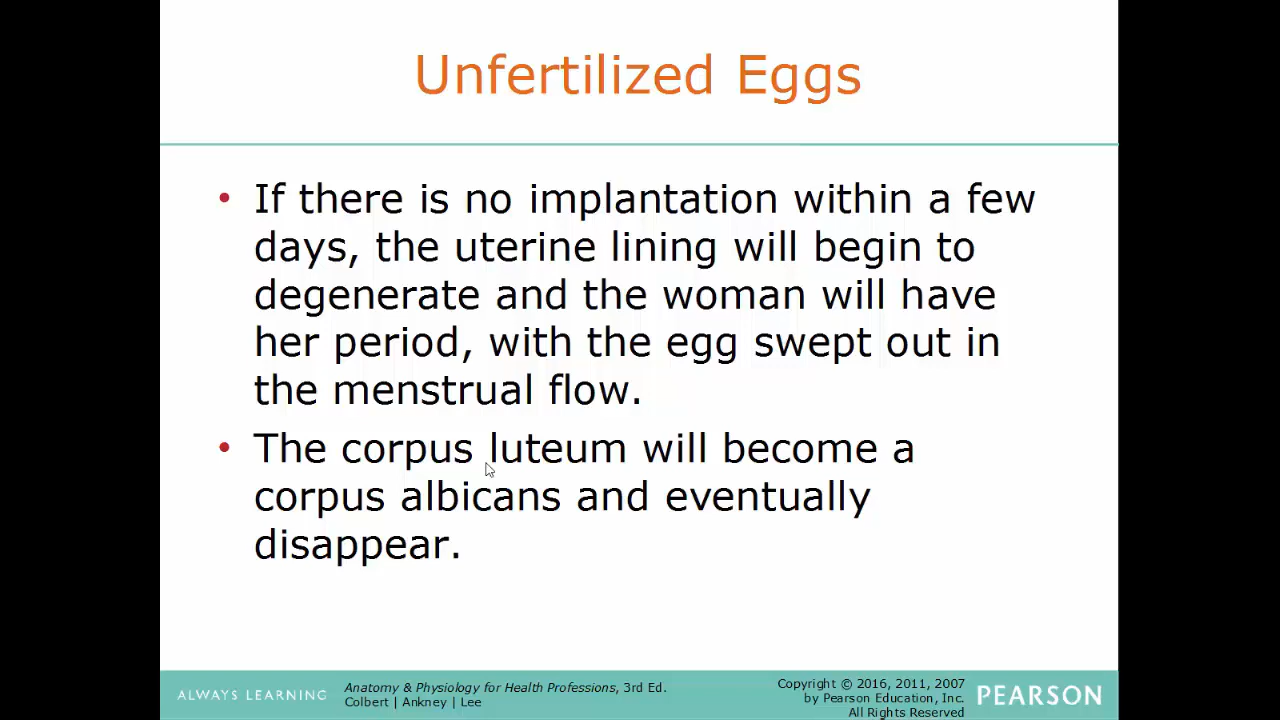 Unfertilized Eggs
• If there is no implantation within a few
days, the uterine lining will begin to
degenerate and the woman will have
her period, with the egg swept out in
the menstrual flow.
• The corpus luteum will become a
corpus albicans and eventually
disappear.
ALWAYS LEARNING
Anatomy & Physiology for Health Professions, 3rd Ed.
Colbert | Ankney | Lee
Copyright © 2016, 2011, 2007
by Pearson Education, Inc.
All Rights Reserved
PEARSON